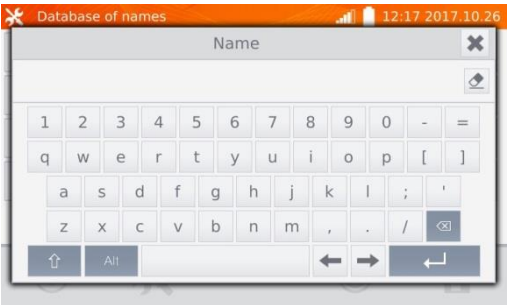 Database of names 12:17 2017.10.26
Name
1 2 3 4 5 6 7 8 9 0 - =
q w e r t y u i o p [ ]
a s d f g h j k l ; '
z x c v b n m , . /
Alt